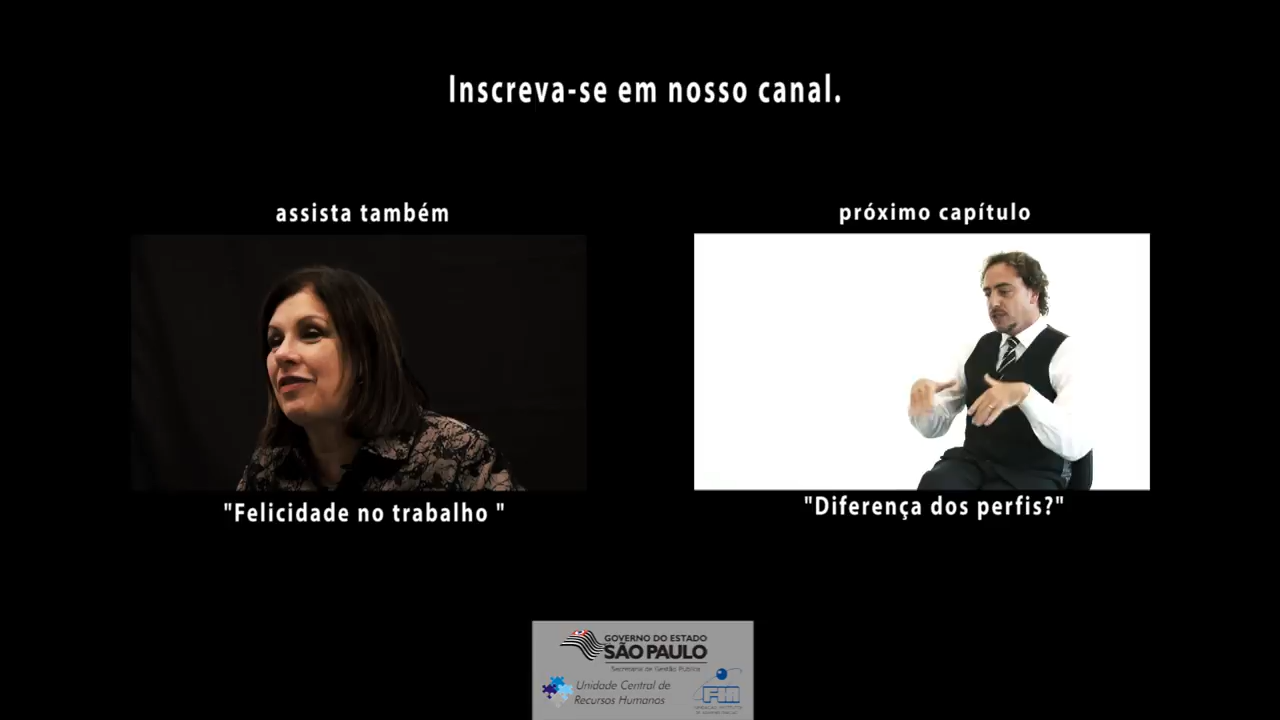 Inscreva-se em nosso canal.
assista também
próximo capítulo
"Felicidade no trabalho "
"Diferença dos perfis?"
GOVERNO DO ESTADO
SÃO PAULO
Secretaria de Gestão Pública
Unidade Central de
Recursos Humanos